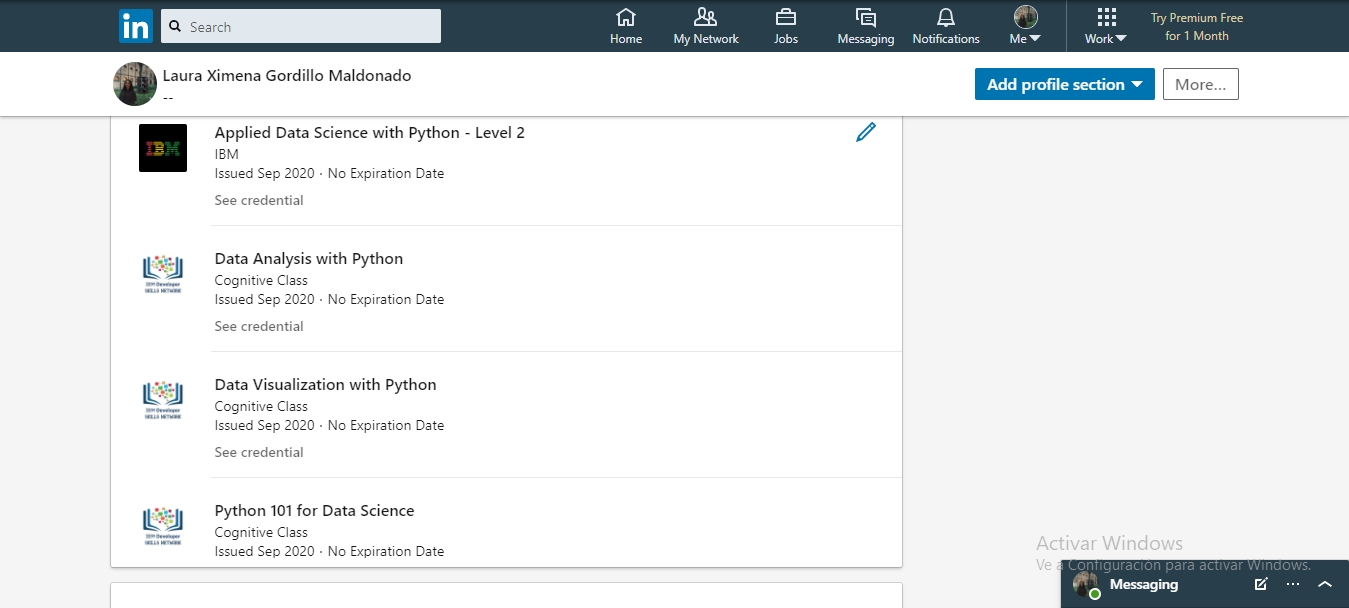 in
Search
Home
My Network
Jobs
Messaging
Notifications
Me
Work
Try Premium Free
for 1 Month
Laura Ximena Gordillo Maldonado
--
Add profile section
More...
IBM
Applied Data Science with Python - Level 2
IBM
Issued Sep 2020 · No Expiration Date
See credential
IBM Developer
SKILLS NETWORK
Data Analysis with Python
Cognitive Class
Issued Sep 2020 · No Expiration Date
See credential
IBM Developer
SKILLS NETWORK
Data Visualization with Python
Cognitive Class
Issued Sep 2020 · No Expiration Date
See credential
IBM Developer
SKILLS NETWORK
Python 101 for Data Science
Cognitive Class
Issued Sep 2020 · No Expiration Date
Activar Windows
Ve a Configuración para activar Windows.
Messaging